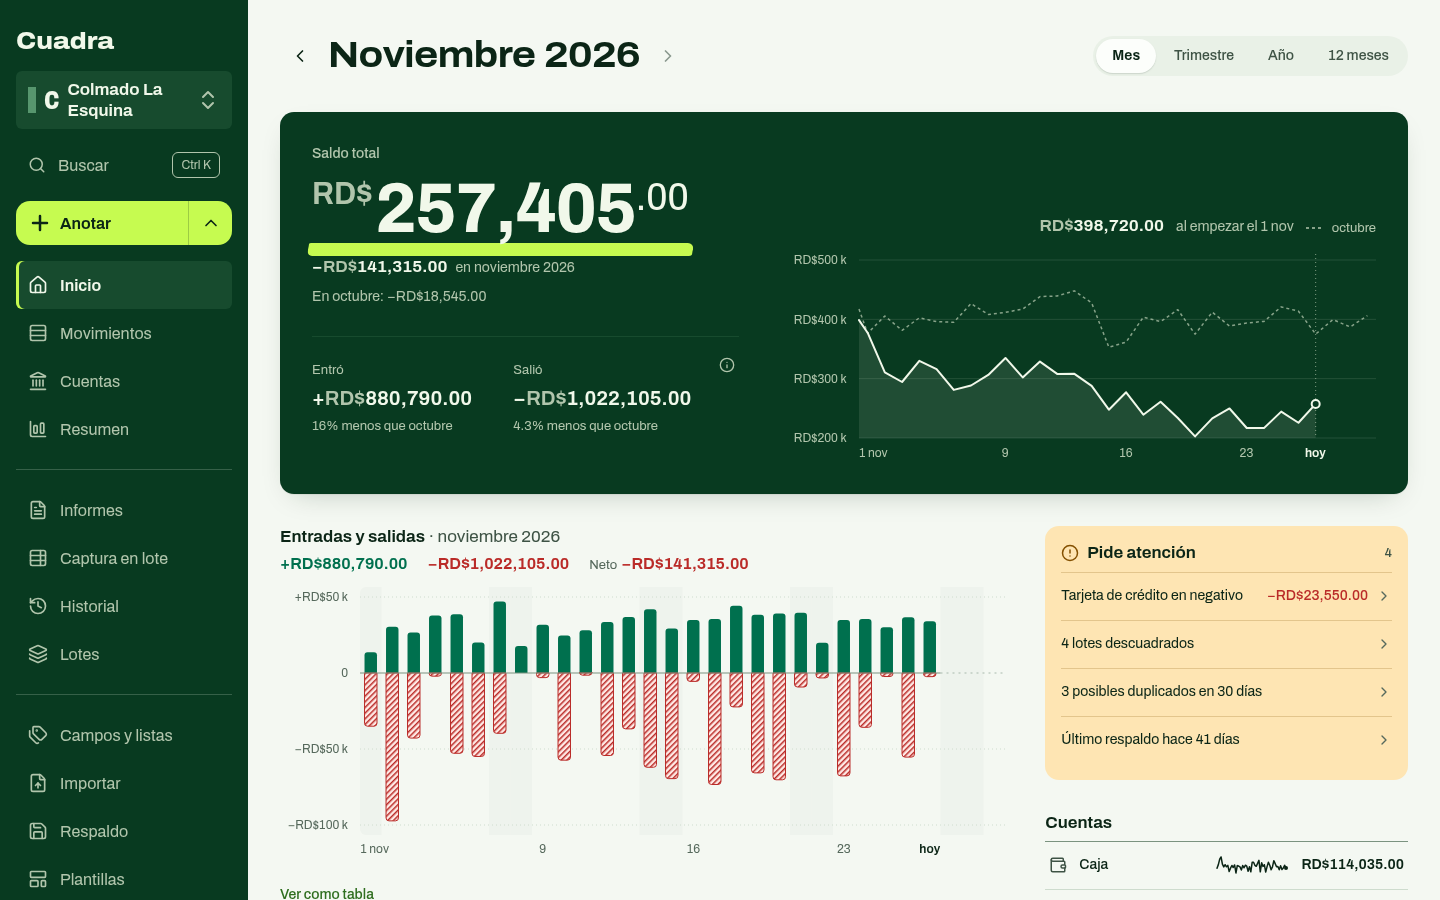 Cuadra
C
Colmado La
Esquina
Buscar
Ctrl K
Anotar
Inicio
Movimientos
Cuentas
Resumen
Informes
Captura en lote
Historial
Lotes
Campos y listas
Importar
Respaldo
Plantillas
Noviembre 2026
Mes Trimestre Año 12 meses
Saldo total
RD$257,405.00
−RD$141,315.00 en noviembre 2026
En octubre: −RD$18,545.00
Entró
+RD$880,790.00
16% menos que octubre
Salió
−RD$1,022,105.00
4.3% menos que octubre
RD$398,720.00 al empezar el 1 nov octubre
RD$500 k
RD$400 k
RD$300 k
RD$200 k
1 nov 9 16 23 hoy
Entradas y salidas · noviembre 2026
+RD$880,790.00 −RD$1,022,105.00 Neto −RD$141,315.00
+RD$50 k
0
−RD$50 k
−RD$100 k
1 nov 9 16 23 hoy
Ver como tabla
Pide atención 4
Tarjeta de crédito en negativo −RD$23,550.00
4 lotes descuadrados
3 posibles duplicados en 30 días
Último respaldo hace 41 días
Cuentas
Caja RD$114,035.00